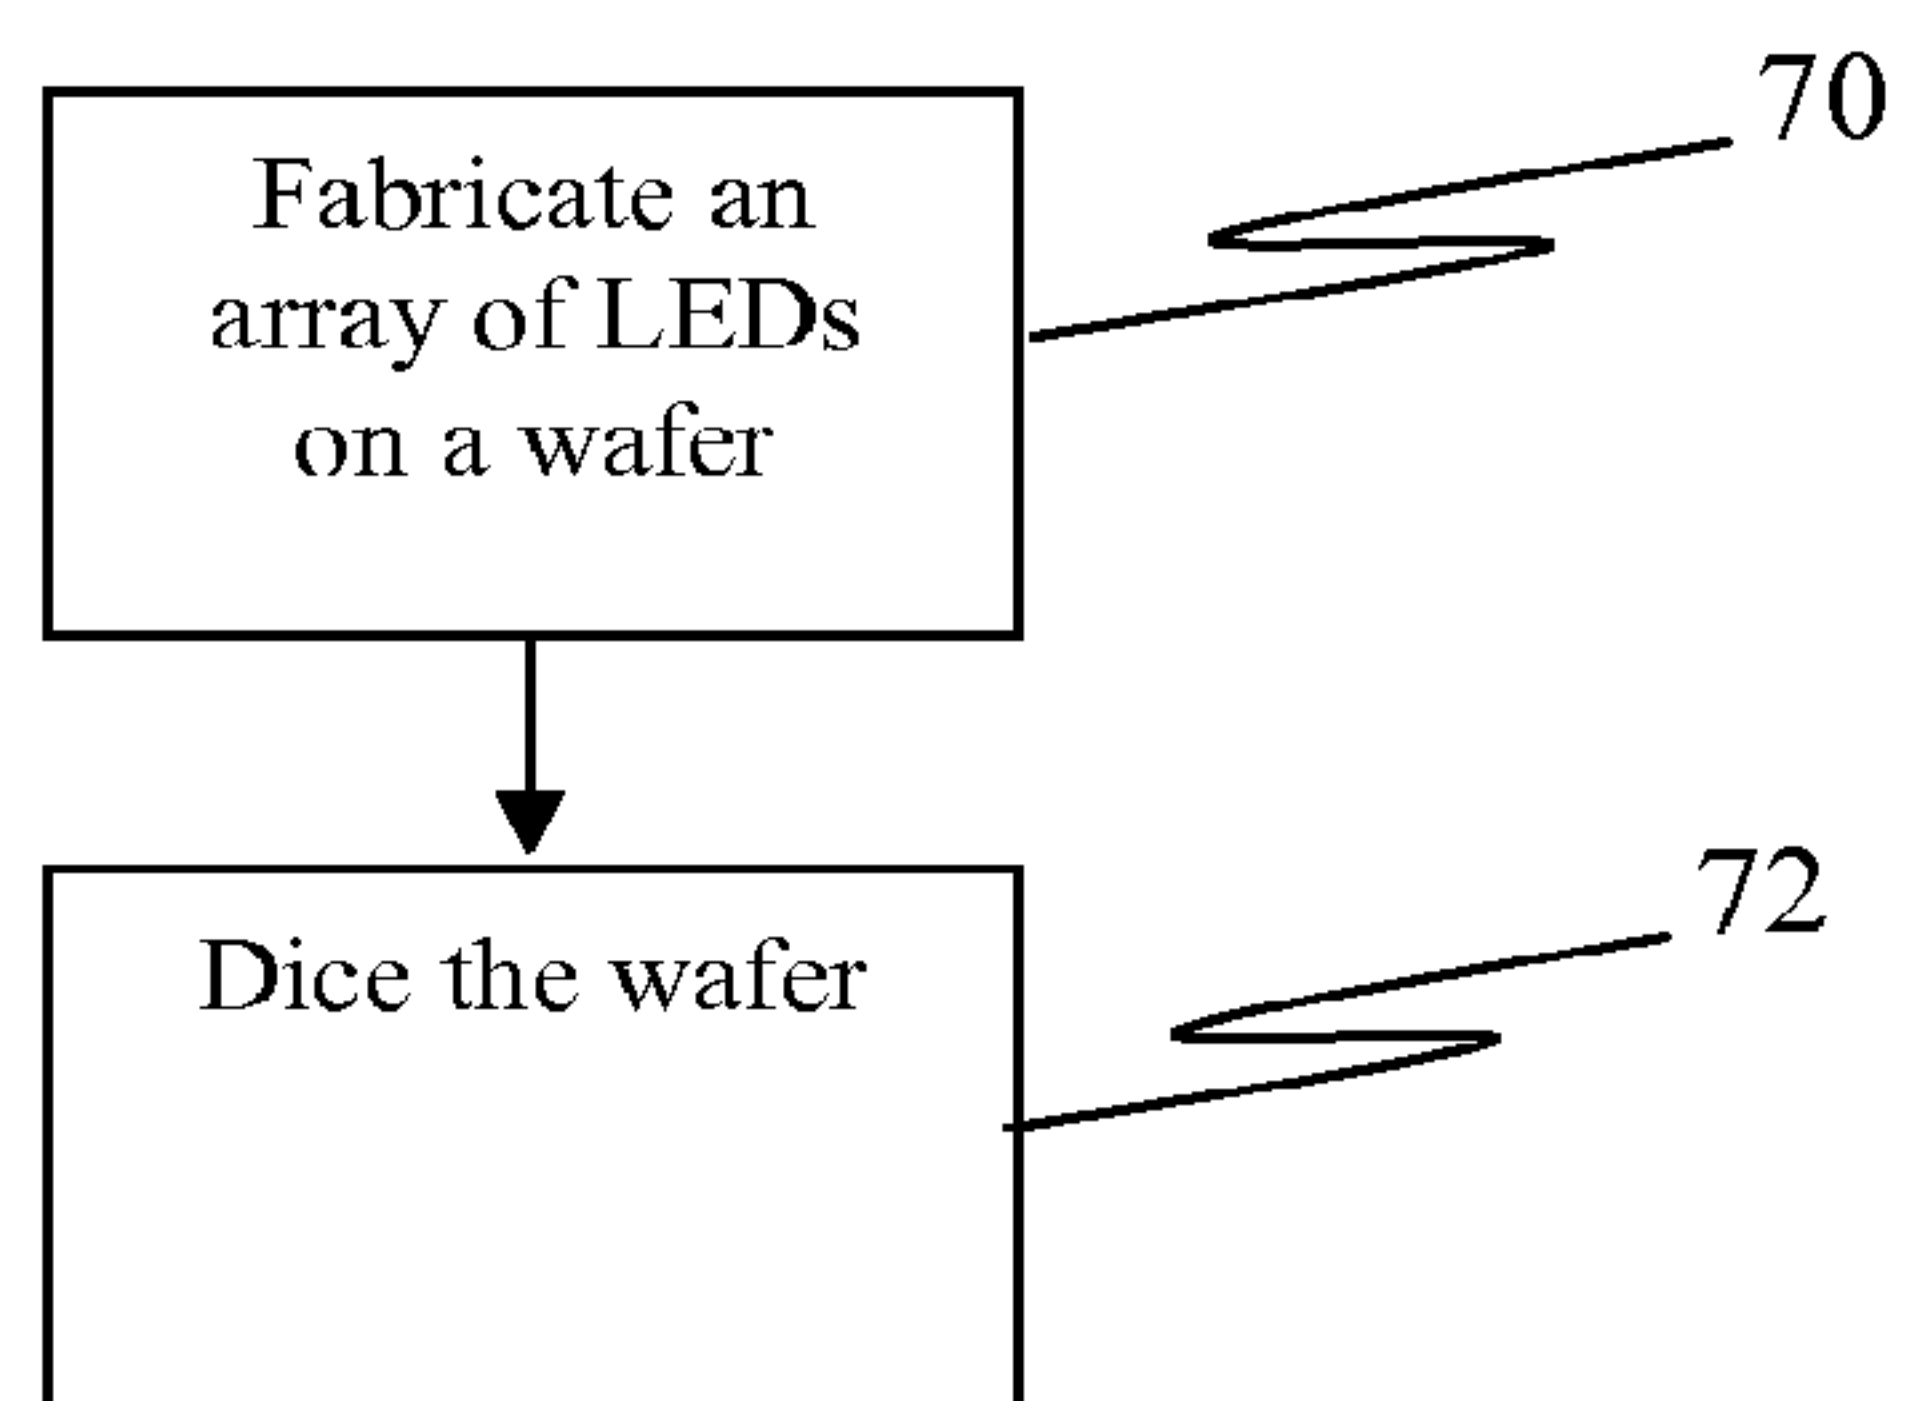 70
Fabricate an
array of LEDs
on a wafer
72
Dice the wafer